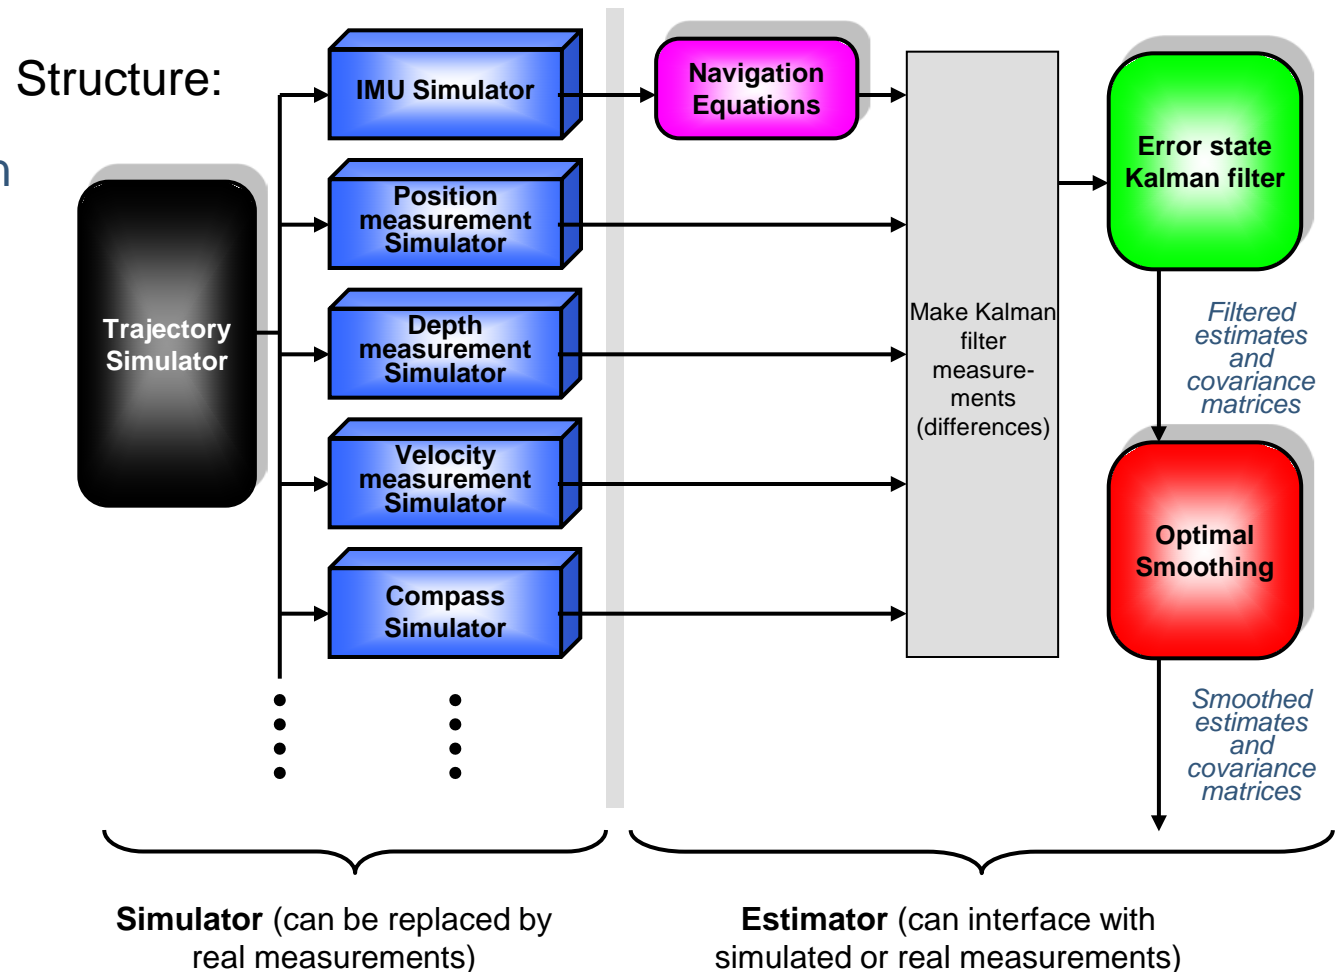 Structure:
n
Trajectory
Simulator
IMU Simulator
Position
measurement
Simulator
Depth
measurement
Simulator
Velocity
measurement
Simulator
Compass
Simulator
Navigation
Equations
Make Kalman
filter
measure-
ments
(differences)
Error state
Kalman filter
Filtered
estimates
and
covariance
matrices
Optimal
Smoothing
Smoothed
estimates
and
covariance
matrices
Simulator (can be replaced by
real measurements)
Estimator (can interface with
simulated or real measurements)